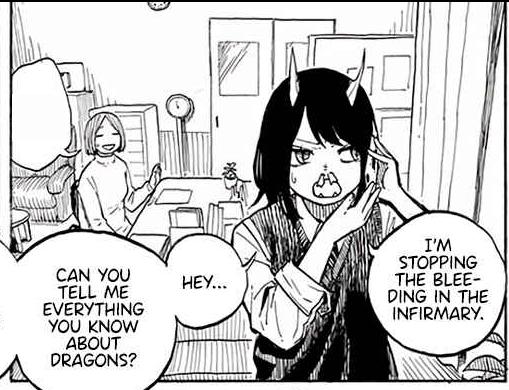 I'M
STOPPING
THE BLEE-
DING IN THE
INFIRMARY.
HEY...
CAN YOU
TELL ME
EVERYTHING
YOU KNOW
ABOUT
DRAGONS?